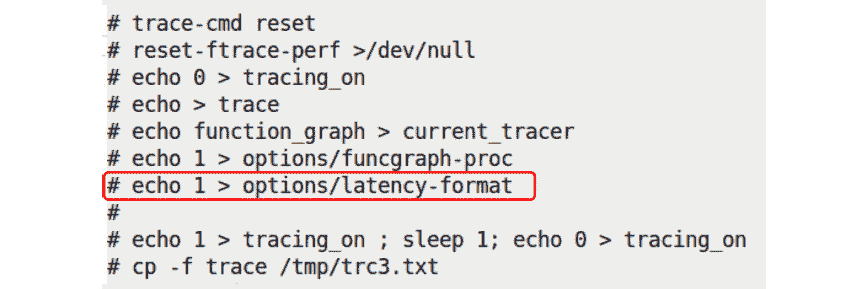 # trace-cmd reset
# reset-ftrace-perf >/dev/null
# echo 0 > tracing_on
# echo > trace
# echo function_graph > current_tracer
# echo 1 > options/funcgraph-proc
# echo 1 > options/latency-format
#
# echo 1 > tracing_on ; sleep 1; echo 0 > tracing_on
# cp -f trace /tmp/trc3.txt